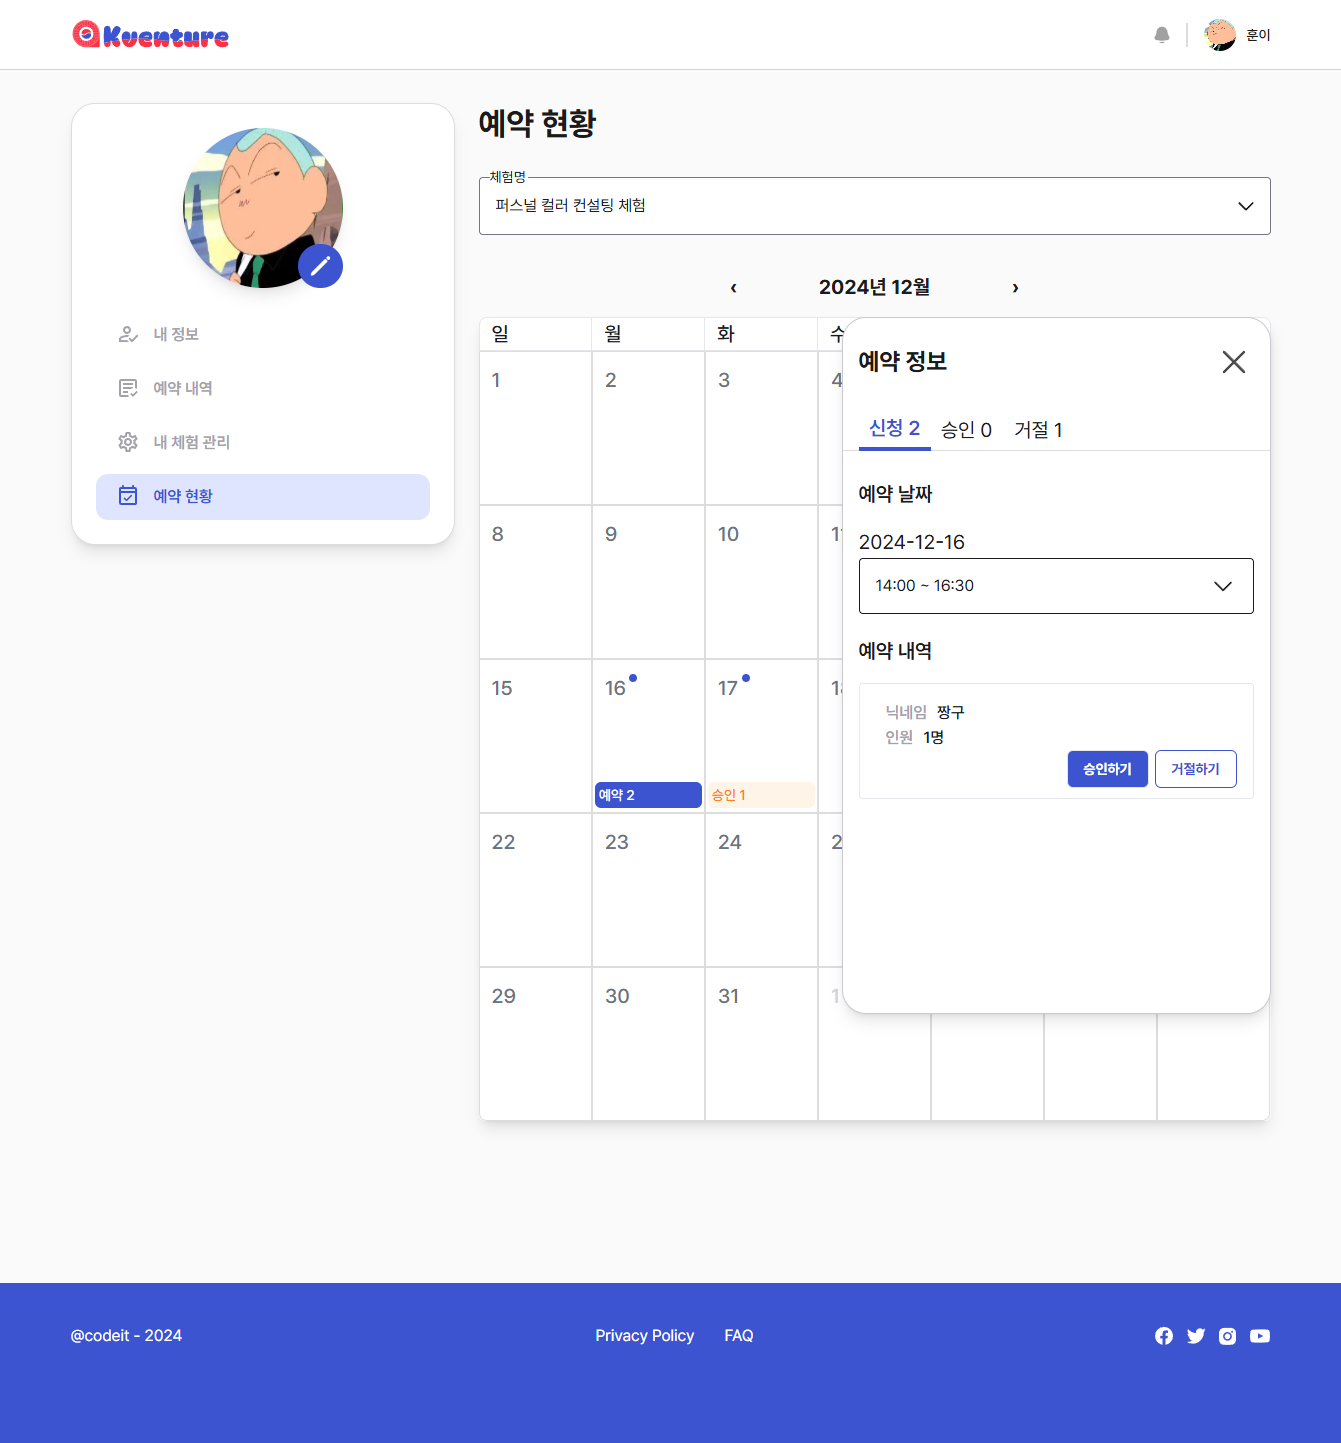 Kventure
훈이
내 정보
예약 내역
내 체험 관리
예약 현황
예약 현황
체험명
퍼스널 컬러 컨설팅 체험
‹ 2024년 12월 ›
일 월 화 수
1 2 3 4
8 9 10
15 16 17
예약 2 승인 1
22 23 24
29 30 31 1
예약 정보
신청 2 승인 0 거절 1
예약 날짜
2024-12-16
14:00 ~ 16:30
예약 내역
닉네임 짱구
인원 1명
승인하기 거절하기
@codeit - 2024
Privacy Policy FAQ